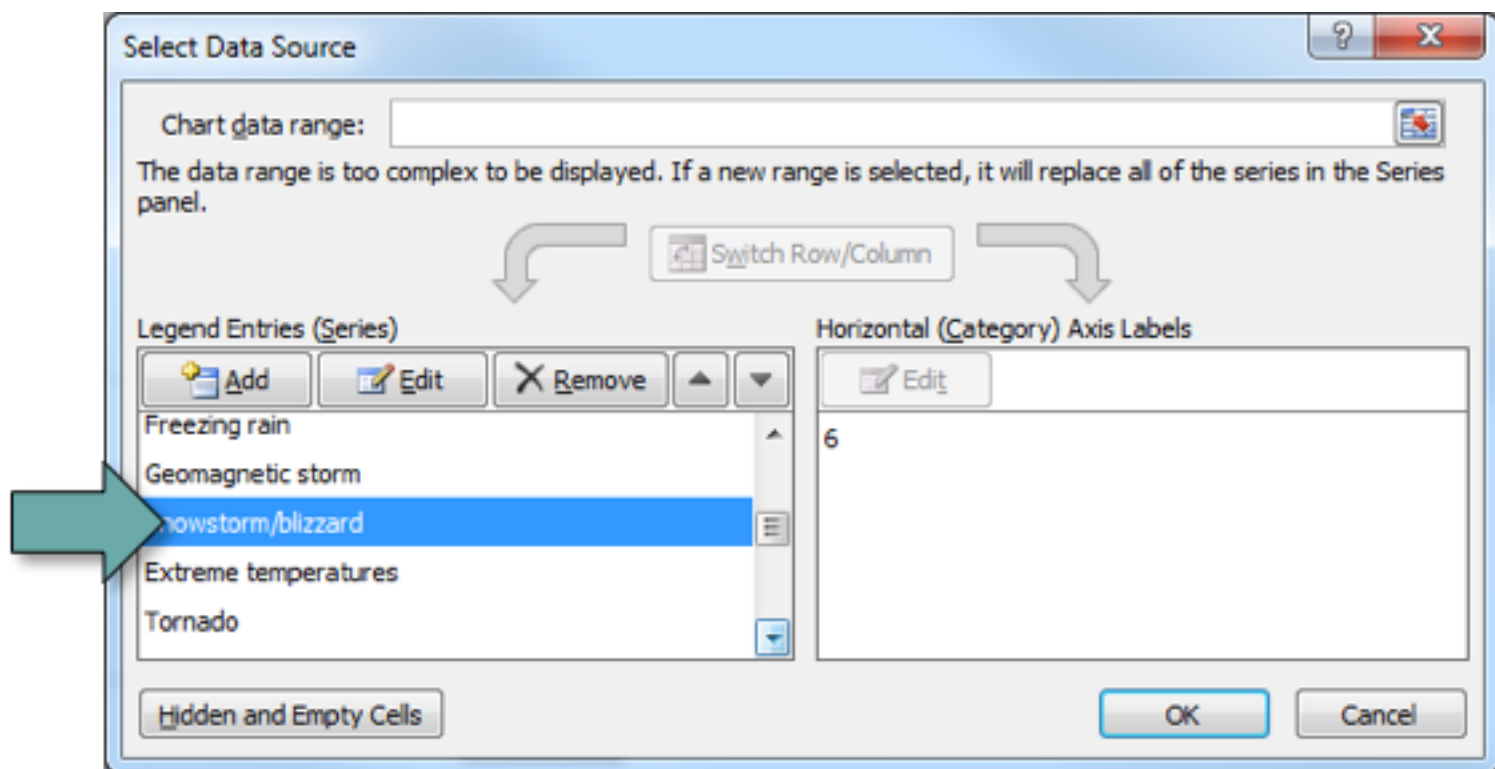 Select Data Source
Chart data range:
The data range is too complex to be displayed. If a new range is selected, it will replace all of the series in the Series
panel.
Switch Row/Column
Legend Entries (Series)
Horizontal (Category) Axis Labels
Add Edit Remove
Edit
Freezing rain
6
Geomagnetic storm
nowstorm/blizzard
Extreme temperatures
Tornado
Hidden and Empty Cells
OK
Cancel